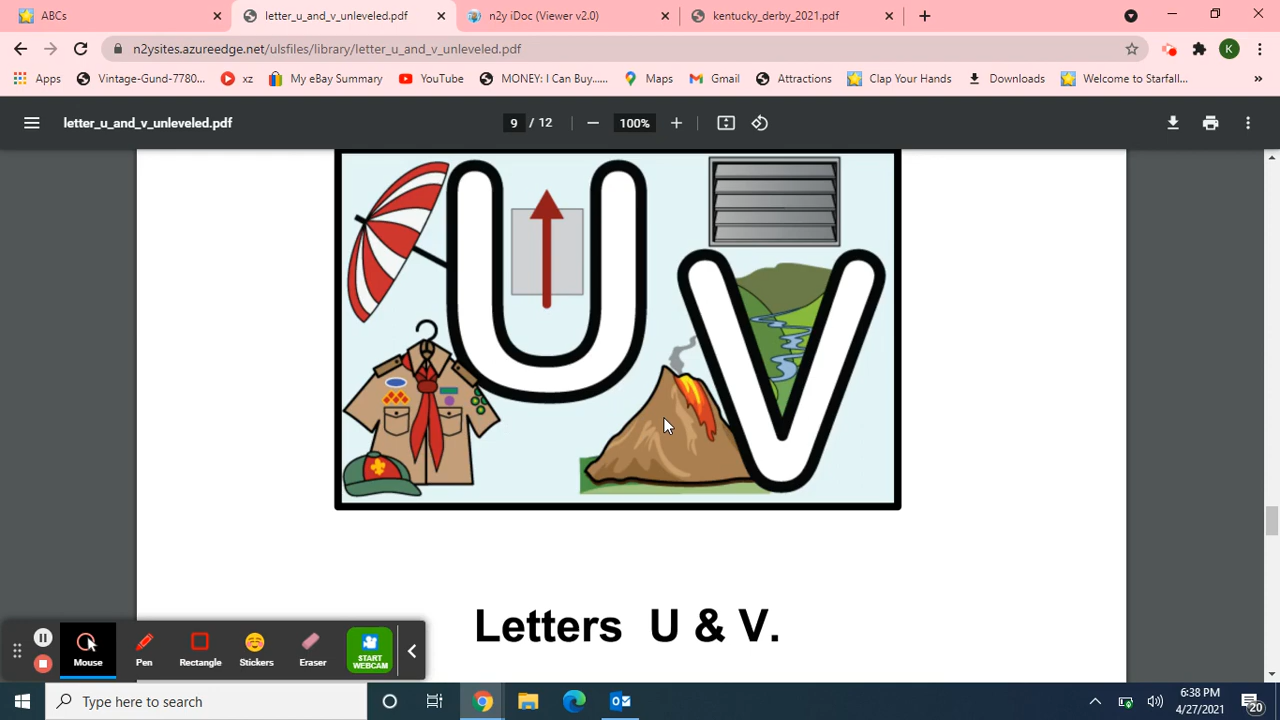 ABCs
letter_u_and_v_unleveled.pdf
n2y iDoc (Viewer v2.0)
kentucky_derby_2021.pdf
n2ysites.azureedge.net/ulsfiles/library/letter_u_and_v_unleveled.pdf
K
Apps
Vintage-Gund-7780...
xz
My eBay Summary
YouTube
MONEY: I Can Buy.....
Maps
Gmail
Attractions
Clap Your Hands
Downloads
Welcome to Starfall...
»
letter_u_and_v_unleveled.pdf
9 / 12
100%
U
V
Letters U & V.
Mouse
Pen
Rectangle
Stickers
Eraser
START
WEBCAM
Type here to search
6:38 PM
4/27/2021
20